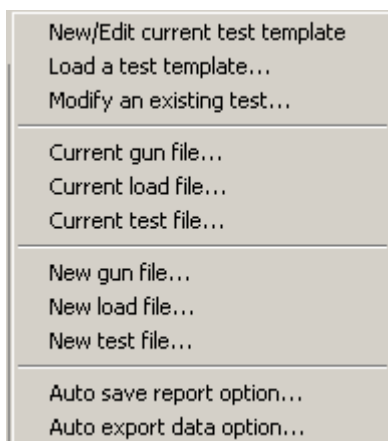 New/Edit current test template
Load a test template...
Modify an existing test...
Current gun file...
Current load file...
Current test file...
New gun file...
New load file...
New test file...
Auto save report option...
Auto export data option...